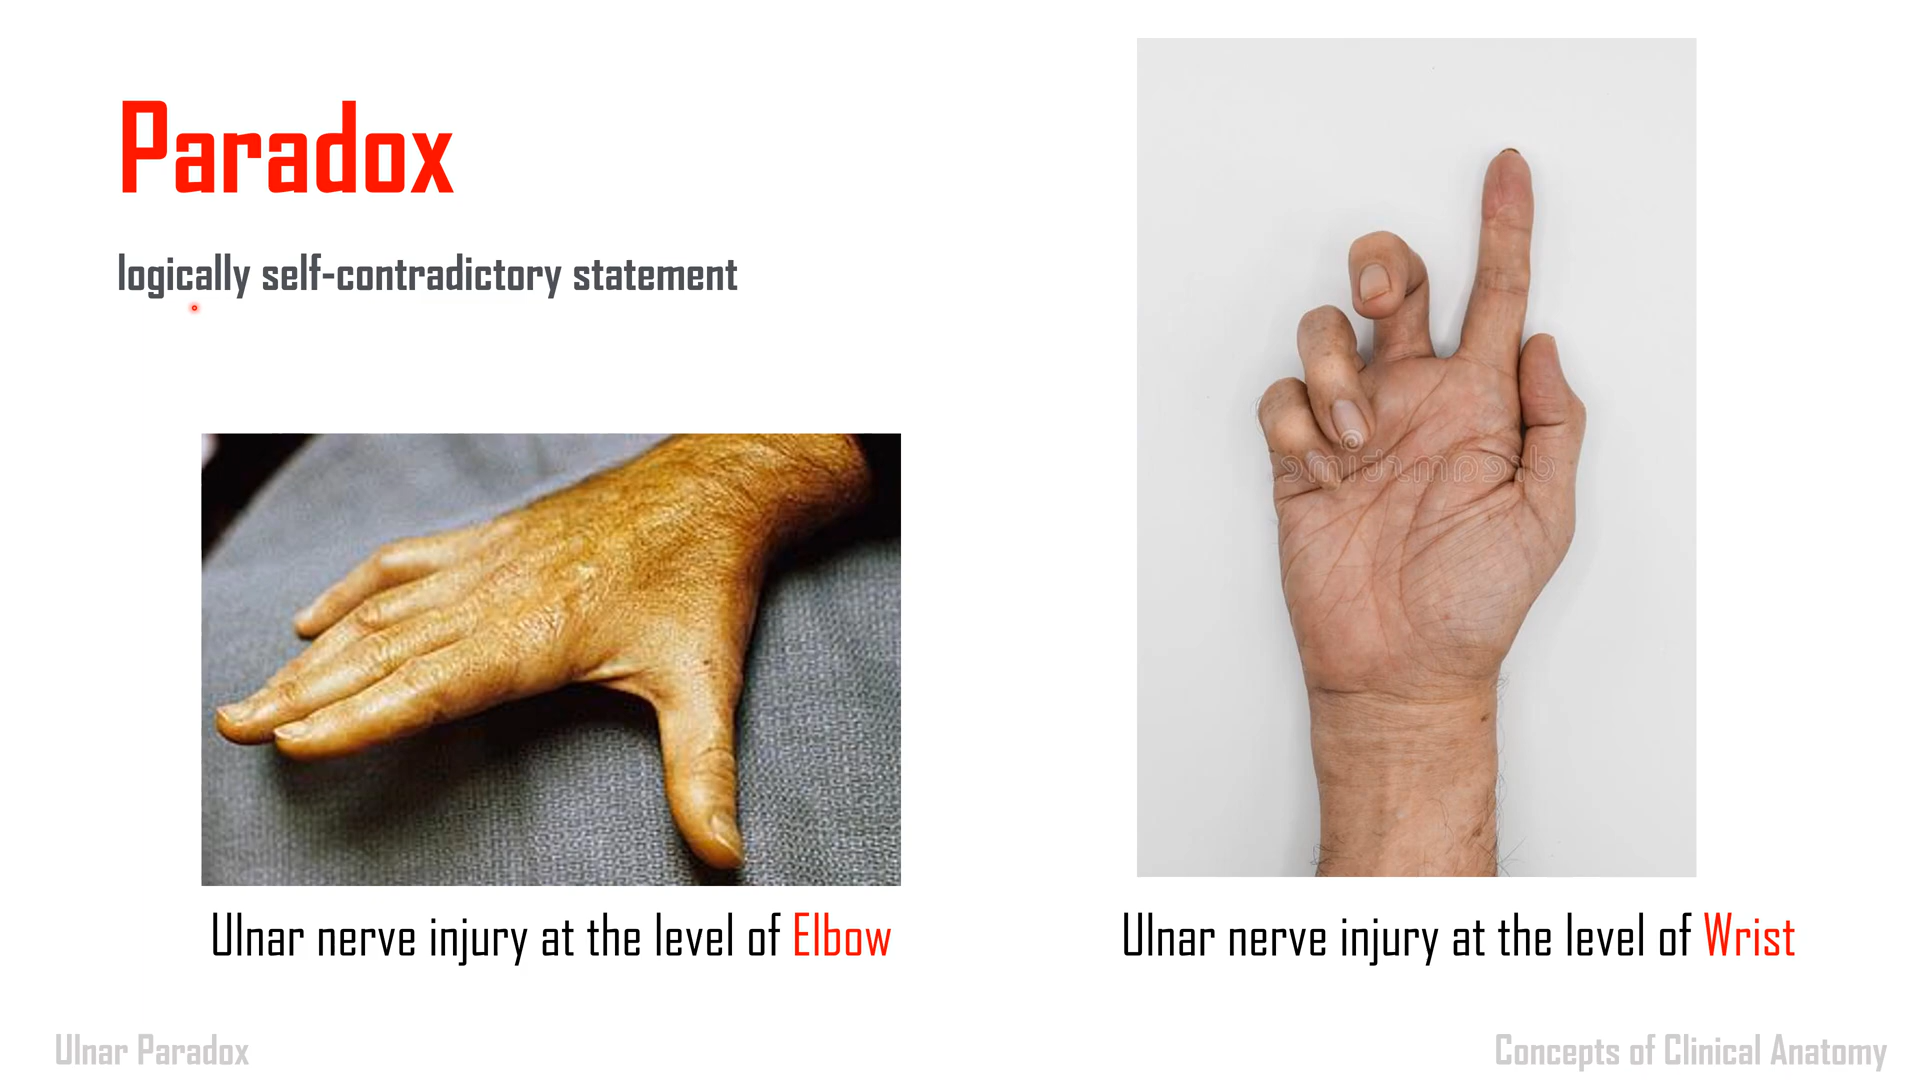 Paradox
logically self-contradictory statement
Ulnar nerve injury at the level of Elbow
Ulnar nerve injury at the level of Wrist
Ulnar Paradox
Concepts of Clinical Anatomy